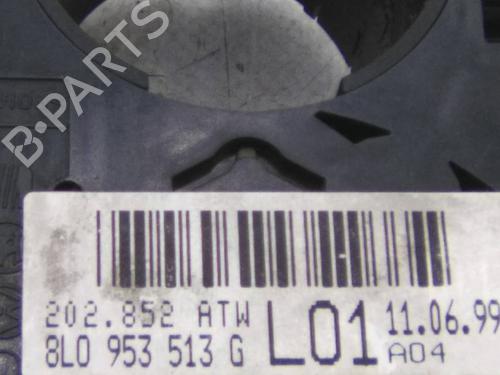 B-PARTS
202.852 ATW
8L0 953 513 G
L01
11.06.99
A04